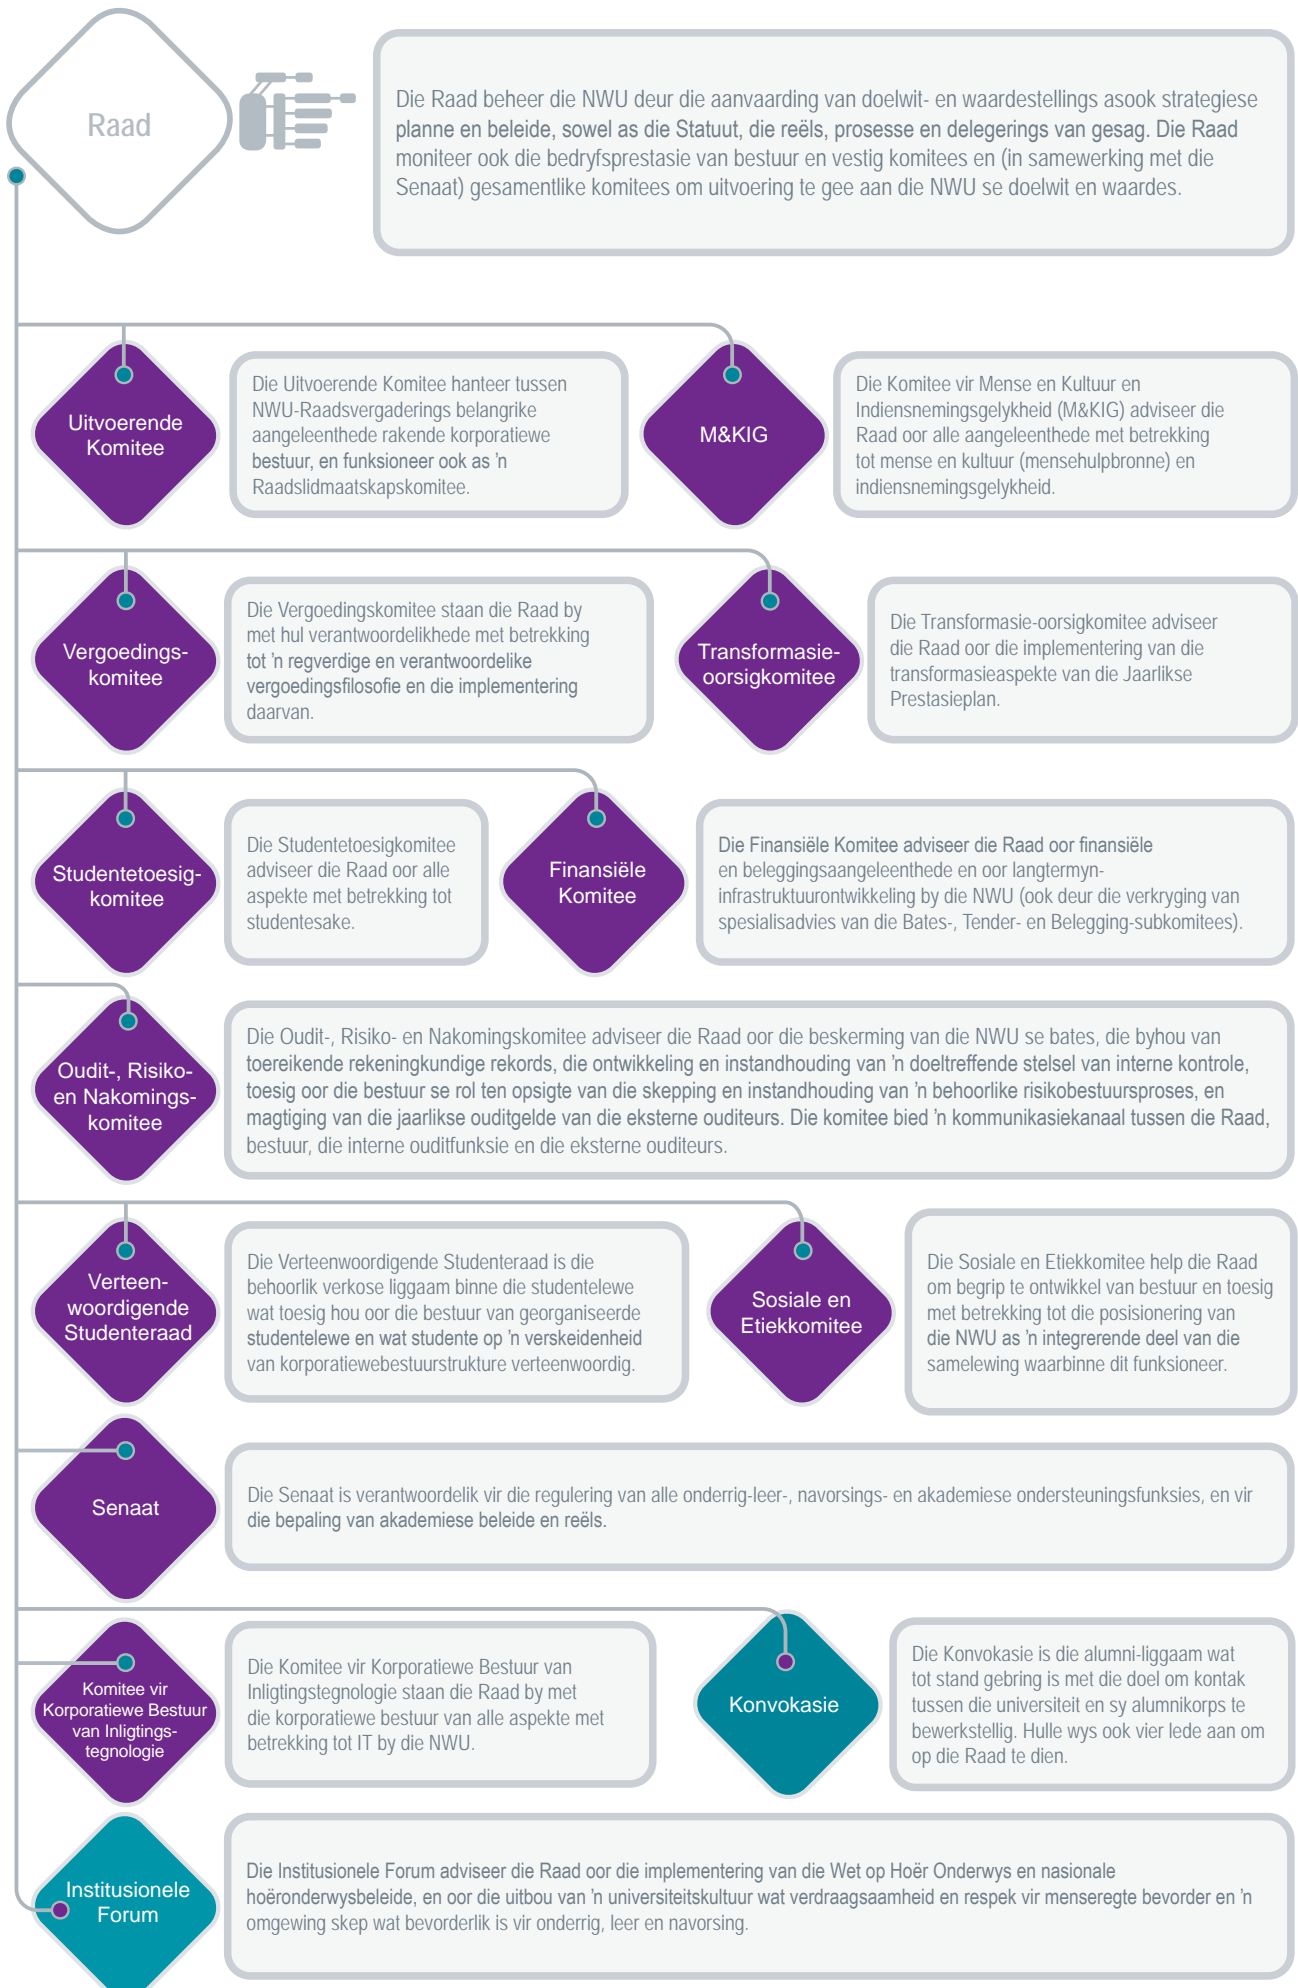 Raad
Die Raad beheer die NWU deur die aanvaarding van doelwit- en waardestellings asook strategiese
planne en beleide, sowel as die Statuut, die reëls, prosesse en delegerings van gesag. Die Raad
moniteer ook die bedryfsprestasie van bestuur en vestig komitees en (in samewerking met die
Senaat) gesamentlike komitees om uitvoering te gee aan die NWU se doelwit en waardes.
Uitvoerende
Komitee
Die Uitvoerende Komitee hanteer tussen
NWU-Raadsvergaderings belangrike
aangeleenthede rakende korporatiewe
bestuur, en funksioneer ook as ’n
Raadslidmaatskapskomitee.
M&KIG
Die Komitee vir Mense en Kultuur en
Indiensnemingsgelykheid (M&KIG) adviseer die
Raad oor alle aangeleenthede met betrekking
tot mense en kultuur (mensehulpbronne) en
indiensnemingsgelykheid.
Vergoedings-
komitee
Die Vergoedingskomitee staan die Raad by
met hul verantwoordelikhede met betrekking
tot ’n regverdige en verantwoordelike
vergoedingsfilosofie en die implementering
daarvan.
Transformasie-
oorsigkomitee
Die Transformasie-oorsigkomitee adviseer
die Raad oor die implementering van die
transformasieaspekte van die Jaarlikse
Prestasieplan.
Studentetoesig-
komitee
Die Studentetoesigkomitee
adviseer die Raad oor alle
aspekte met betrekking tot
studentesake.
Finansiële
Komitee
Die Finansiële Komitee adviseer die Raad oor finansiële
en beleggingsaangeleenthede en oor langtermyn-
infrastruktuurontwikkeling by die NWU (ook deur die verkryging van
spesialisadvies van die Bates-, Tender- en Belegging-subkomitees).
Oudit-, Risiko-
en Nakomings-
komitee
Die Oudit-, Risiko- en Nakomingskomitee adviseer die Raad oor die beskerming van die NWU se bates, die byhou van
toereikende rekeningkundige rekords, die ontwikkeling en instandhouding van ’n doeltreffende stelsel van interne kontrole,
toesig oor die bestuur se rol ten opsigte van die skepping en instandhouding van ’n behoorlike risikobestuursproses, en
magtiging van die jaarlikse ouditgelde van die eksterne ouditeurs. Die komitee bied ’n kommunikasiekanaal tussen die Raad,
bestuur, die interne ouditfunksie en die eksterne ouditeurs.
Verteen-
woordigende
Studenteraad
Die Verteenwoordigende Studenteraad is die
behoorlik verkose liggaam binne die studentelewe
wat toesig hou oor die bestuur van georganiseerde
studentelewe en wat studente op ’n verskeidenheid
van korporatiewebestuurstrukture verteenwoordig.
Sosiale en
Etiekkomitee
Die Sosiale en Etiekkomitee help die Raad
om begrip te ontwikkel van bestuur en toesig
met betrekking tot die posisionering van
die NWU as ’n integrerende deel van die
samelewing waarbinne dit funksioneer.
Senaat
Die Senaat is verantwoordelik vir die regulering van alle onderrig-leer-, navorsings- en akademiese ondersteuningsfunksies, en vir
die bepaling van akademiese beleide en reëls.
Komitee vir
Korporatiewe Bestuur
van Inligtings-
tegnologie
Die Komitee vir Korporatiewe Bestuur van
Inligtingstegnologie staan die Raad by met
die korporatiewe bestuur van alle aspekte met
betrekking tot IT by die NWU.
Konvokasie
Die Konvokasie is die alumni-liggaam wat
tot stand gebring is met die doel om kontak
tussen die universiteit en sy alumnikorps te
bewerkstellig. Hulle wys ook vier lede aan om
op die Raad te dien.
Institusionele
Forum
Die Institusionele Forum adviseer die Raad oor die implementering van die Wet op Hoër Onderwys en nasionale
hoëronderwysbeleide, en oor die uitbou van ’n universiteitskultuur wat verdraagsaamheid en respek vir menseregte bevorder en ’n
omgewing skep wat bevorderlik is vir onderrig, leer en navorsing.